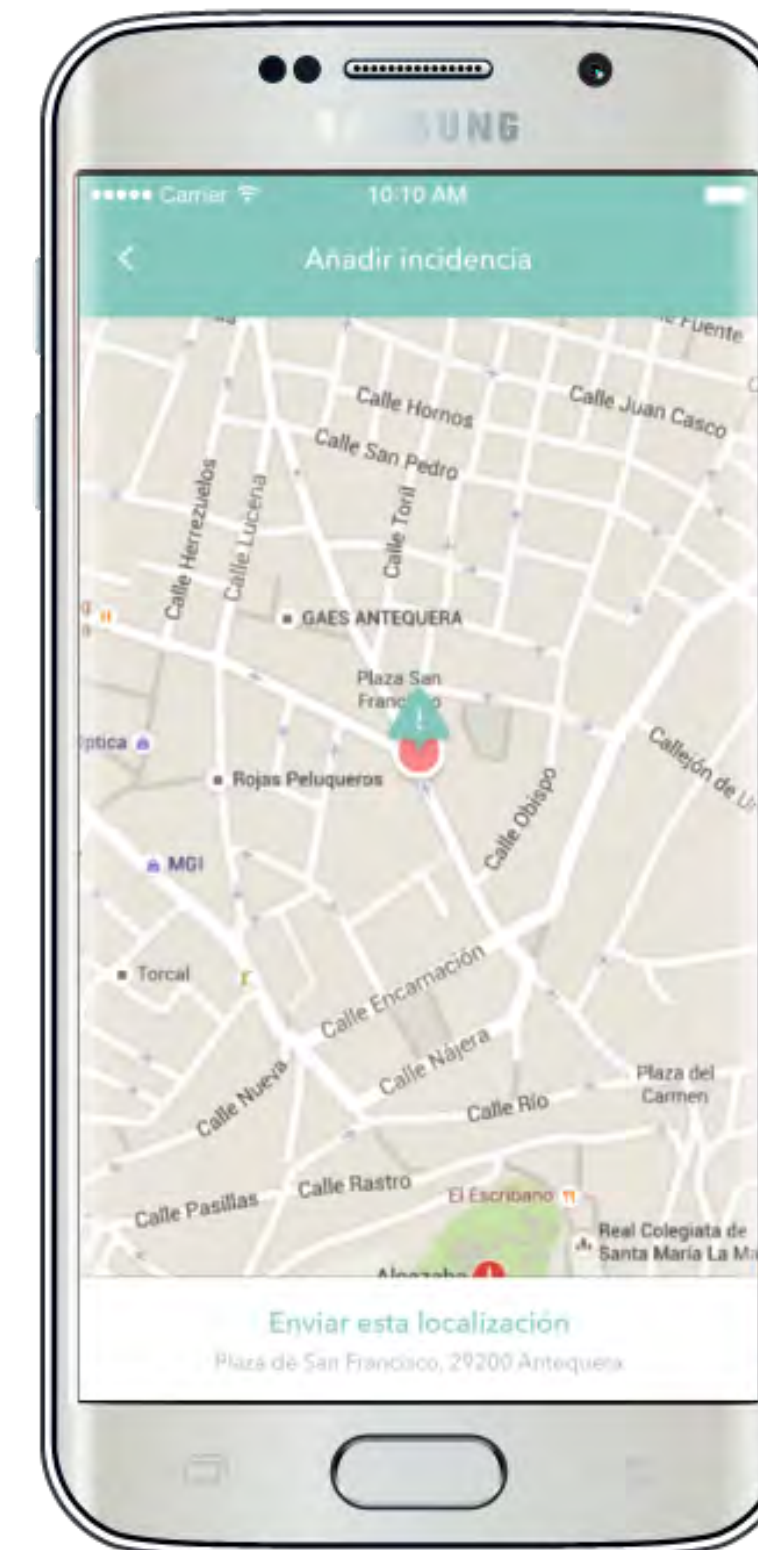 UNG
Carrier 10:10 AM
Añadir incidencia
Fuente
Calle Hornos
Calle Juan Casco
Calle San Pedro
Calle Herrezuelos
Calle Lucena
Calle Toril
GAES ANTEQUERA
Plaza San
Rojas Peluqueros
Callejón de
Calle Obispo
MGI
Torcal
Calle Encarnación
Calle Nájera
Calle Nueva
Plaza del
Carmen
Calle Río
Calle Rastro
Calle Pasillas
El Escribano
Real Colegiata de
Santa María La Ma
Enviar esta localización
Plaza de San Francisco, 29200 Antequera